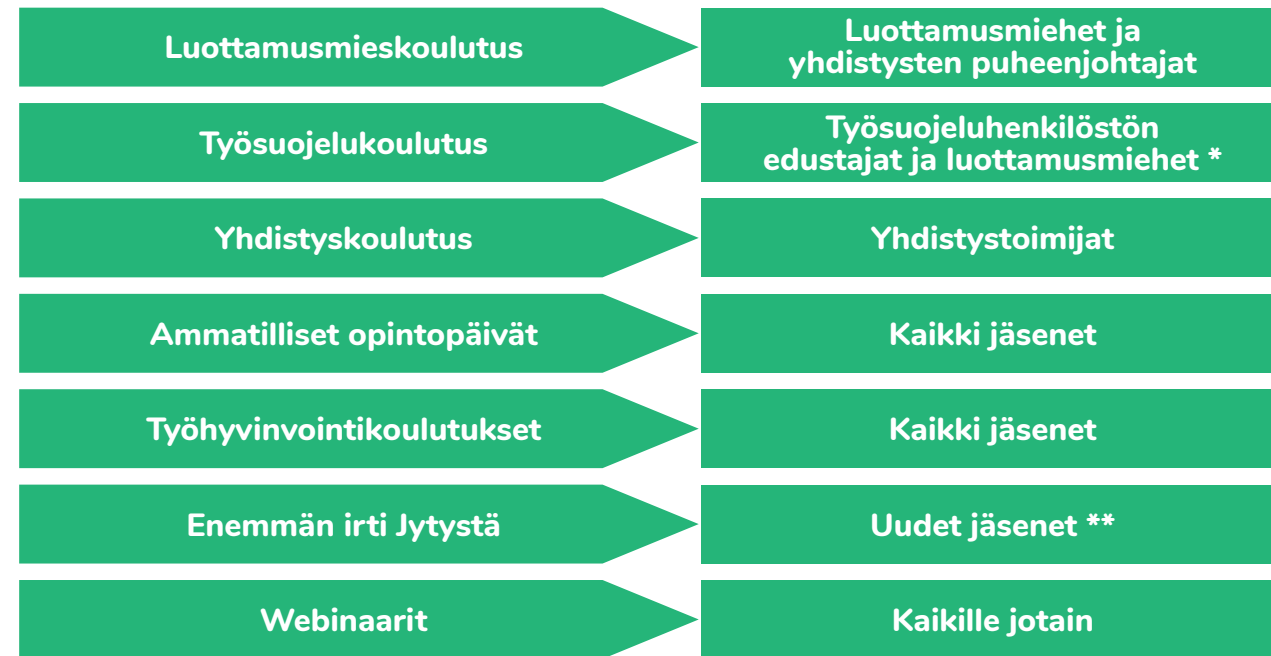 Luottamusmieskoulutus
Luottamusmiehet ja
yhdistysten puheenjohtajat
Työsuojelukoulutus
Työsuojeluhenkilöstön
edustajat ja luottamusmiehet *
Yhdistyskoulutus
Yhdistystoimijat
Ammatilliset opintopäivät
Kaikki jäsenet
Työhyvinvointikoulutukset
Kaikki jäsenet
Enemmän irti Jytystä
Uudet jäsenet **
Webinaarit
Kaikille jotain